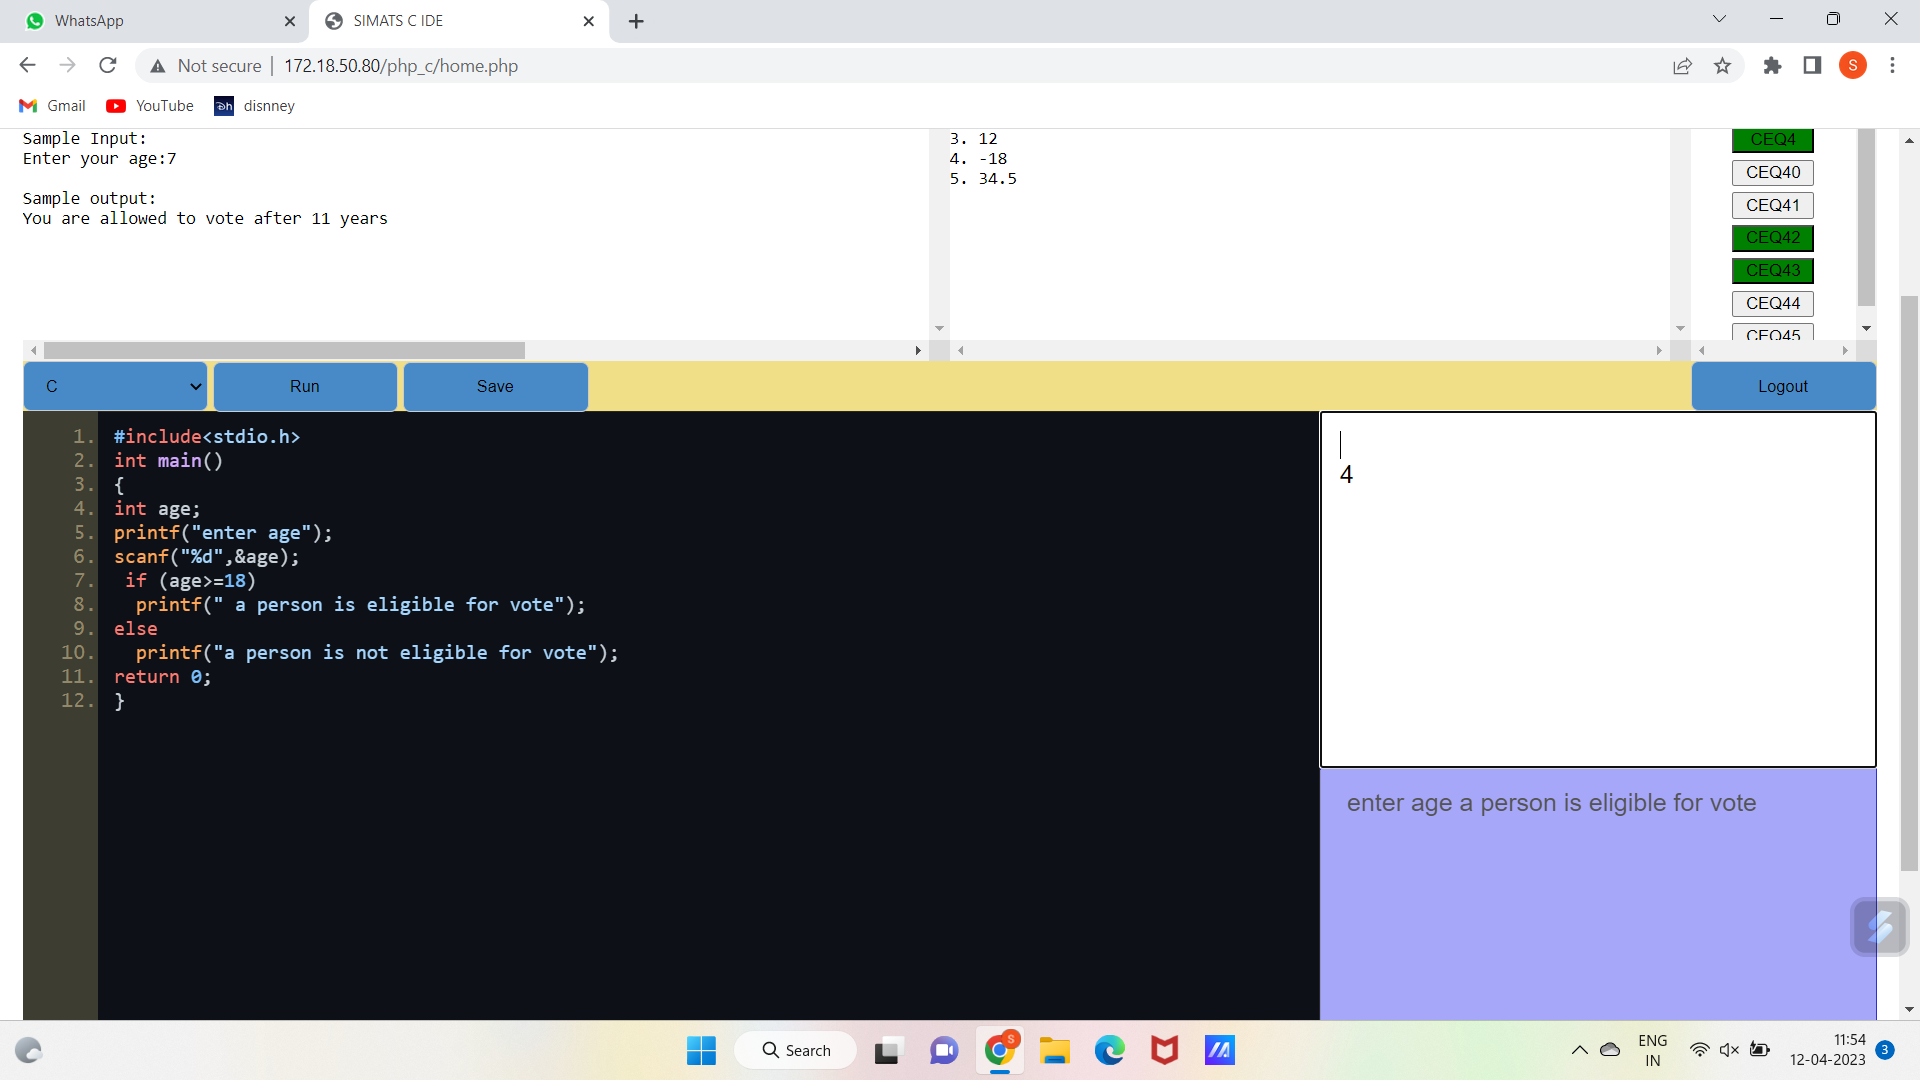 WhatsApp
SIMATS C IDE
Not secure
172.18.50.80/php_c/home.php
S
Gmail
YouTube
disnney
Sample Input:
Enter your age:7
Sample output:
You are allowed to vote after 11 years
3. 12
4. -18
5. 34.5
CEQ4
CEQ40
CEQ41
CEQ42
CEQ43
CEQ44
CEQ45
C
Run
Save
Logout
1. #include<stdio.h>
2. int main()
3. {
4. int age;
5. printf("enter age");
6. scanf("%d",&age);
7. if (age>=18)
8. printf(" a person is eligible for vote");
9. else
10. printf("a person is not eligible for vote");
11. return 0;
12. }
4
enter age a person is eligible for vote
Search
S
ENG
IN
11:54
12-04-2023
3